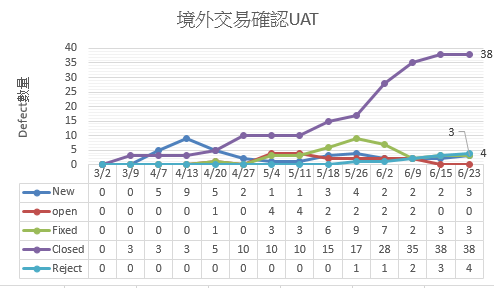 境外交易確認UAT
Defect數量
40
35
30
25
20
15
10
5
0
38
3
4
3/2 3/9 4/7 4/13 4/20 4/27 5/4 5/11 5/18 5/26 6/2 6/9 6/15 6/23
New 0 0 5 9 5 2 1 1 3 4 2 2 2 3
open 0 0 0 0 1 0 4 4 2 2 2 2 0 0
Fixed 0 0 0 0 1 0 3 3 6 9 7 2 3 3
Closed 0 3 3 3 5 10 10 10 15 17 28 35 38 38
Reject 0 0 0 0 0 0 0 0 0 1 1 2 3 4